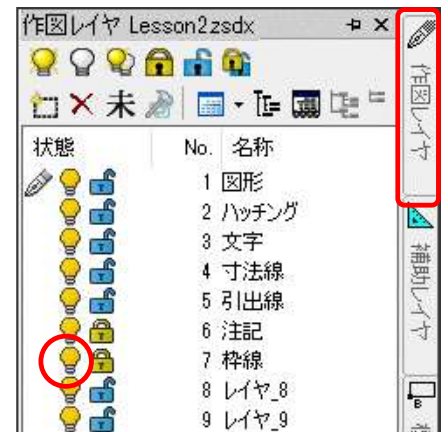 作図レイヤ Lesson2.zsdx
未
状態 No. 名称
1 図形
2 ハッチング
3 文字
4 寸法線
5 引出線
6 注記
7 枠線
8 レイヤ_8
9 レイヤ_9
作図レイヤ
補助レイヤ
B